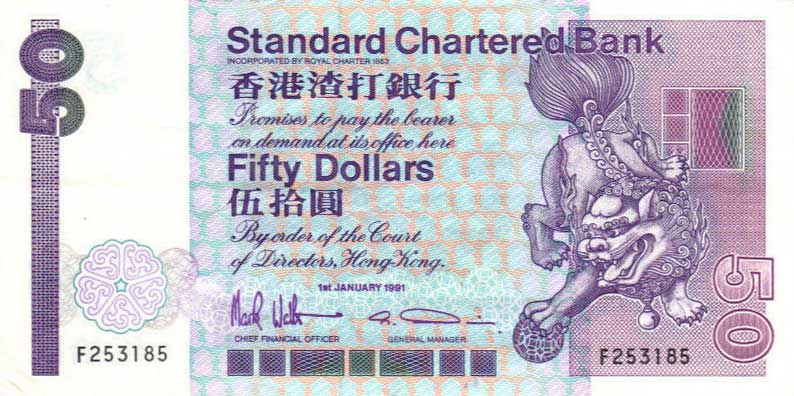 50
Standard Chartered Bank
INCORPORATED BY ROYAL CHARTER 1853
香港渣打銀行
Promises to pay the bearer
on demand at its office here
Fifty Dollars
伍拾圓
By order of the Court
of Directors, Hong Kong.
1st JANUARY 1991
Mark Wall
CHIEF FINANCIAL OFFICER
GENERAL MANAGER
F253185
F253185
50